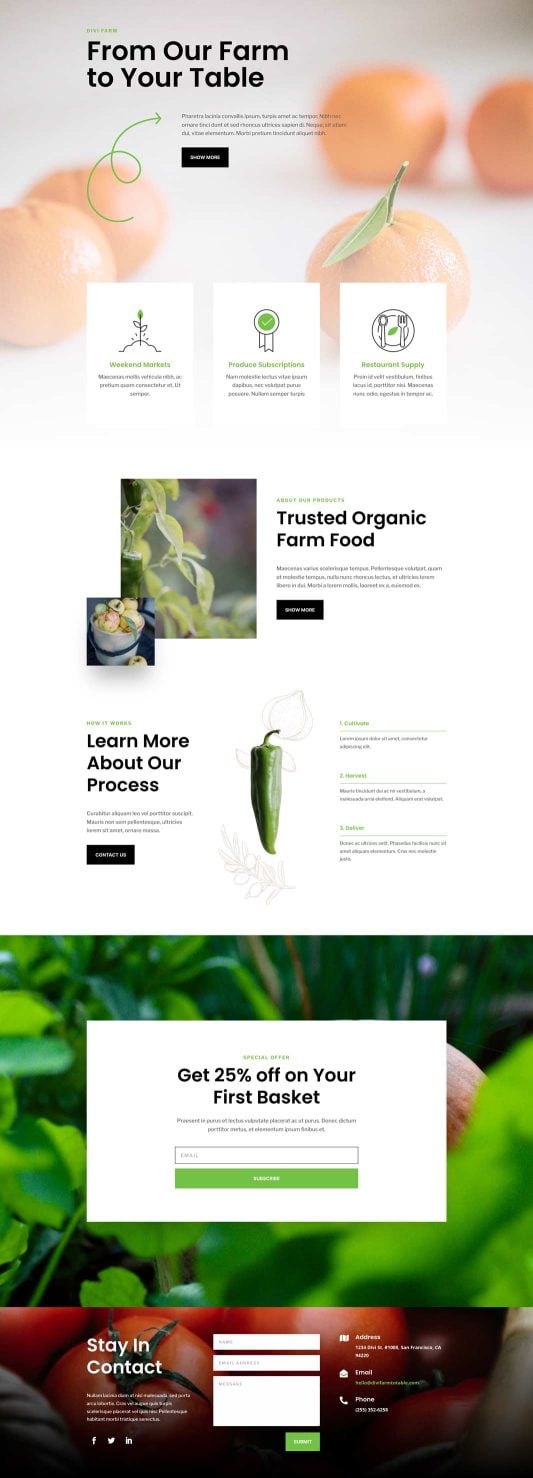 DIVI FARM
From Our Farm
to Your Table
Pharetra lacinia convallis ipsum, turpis amet ac tempor. Nibh nec
ornare tinci dont et sed rhoncus ultrices sapien di. Neque, sit etiam
dui, vitae elementum. Morbi pretium tincidunt aliquet nibh.
SHOW MORE
Weekend Markets
Maecenas mollis vehicula nibh, ac
pretium quam consectetur et. Ut
semper.
Produce Subscriptions
Nam molestie lectus vitae ipsum
dapibus, nec volutpat purus
posuere. Nullam semper turpis
Restaurant Supply
Proin id velit vestibulum, finibus
lacus id, porttitor nisi. Maecenas
nunc odio, egestas in tempor ac.
ABOUT OUR PRODUCTS
Trusted Organic
Farm Food
Maecenas varius scelerisque tempus. Pellentesque volutpat, quam
et molestie tempus, nulla nunc rhoncus lectus, et ultricies lorem
libero in dui. Morbi a lorem mollis, laoreet ex a, euismod ex.
SHOW MORE
HOW IT WORKS
Learn More
About Our
Process
Curabitur aliquam leo vel porttitor suscipit.
Mauris non sem pellentesque, ultricies
lorem sit amet, ornare massa.
CONTACT US
1. Cultivate
Lorem ipsum dolor sit amet, consectetur
adipiscing elit.
2. Harvest
Mauris tincidunt dui ac mi vestibulum, a
malesuada urna eleifend. Aliquam erat volutpat.
3. Deliver
Donec ac ultrices velit. Phasellus facilisis nunc sit
amet aliquam elementum. Cras nec molestie
justo.
SPECIAL OFFER
Get 25% off on Your
First Basket
Praesent in purus et lectus vulputate placerat ac ut purus. Donec dictum
porttitor metus, et elementum ipsum finibus et.
EMAIL
SUBSCRIBE
Stay In
Contact
Nullam lacinia diam at nisl malesuada, sed porta
arcu lobortis. Cras vel augue quis turpis
scelerisque placerat vel quis nisi. Pellentesque
habitant morbi tristique senectus.
NAME
EMAIL ADDRESS
MESSAGE
SUBMIT
Address
1234 Divi St. #1000, San Francisco, CA
94220
Email
hello@divifarmtotable.com
Phone
(255) 352-6258